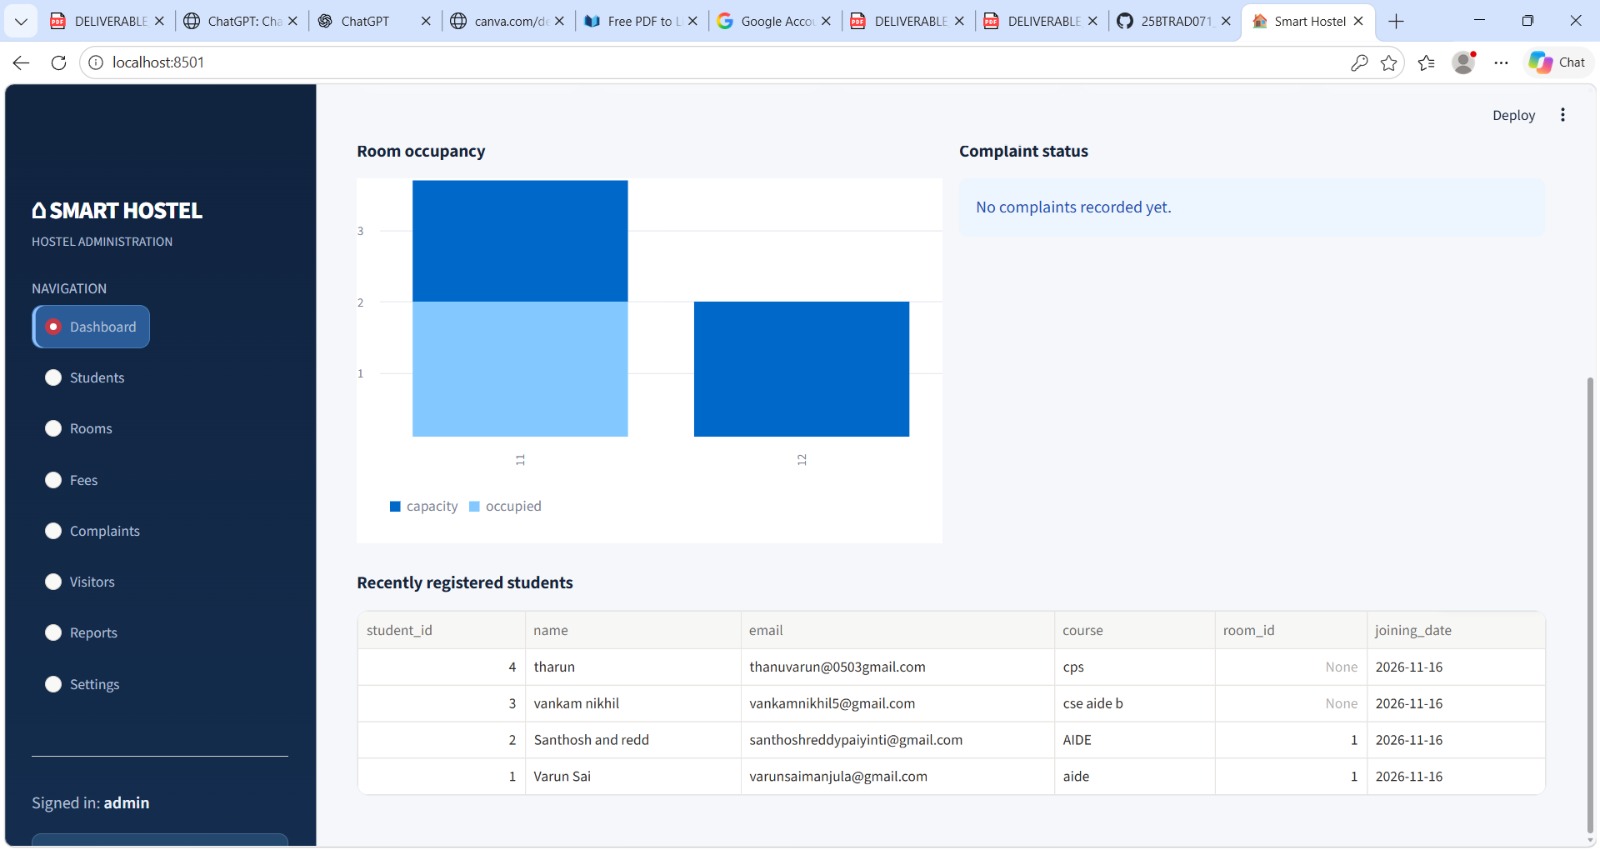 DELIVERABLE
ChatGPT: Cha
ChatGPT
canva.com/de
Free PDF to L
Google Accou
DELIVERABLE
DELIVERABLE
25BTRAD071_
Smart Hostel
localhost:8501
Chat
Deploy
SMART HOSTEL
HOSTEL ADMINISTRATION
NAVIGATION
Dashboard
Students
Rooms
Fees
Complaints
Visitors
Reports
Settings
Signed in: admin
Room occupancy
3
2
1
11
12
capacity occupied
Complaint status
No complaints recorded yet.
Recently registered students
student_id name email course room_id joining_date
4 tharun thanuvarun@0503gmail.com cps None 2026-11-16
3 vankam nikhil vankamnikhil5@gmail.com cse aide b None 2026-11-16
2 Santhosh and redd santhoshreddypaiyinti@gmail.com AIDE 1 2026-11-16
1 Varun Sai varunsaimanjula@gmail.com aide 1 2026-11-16